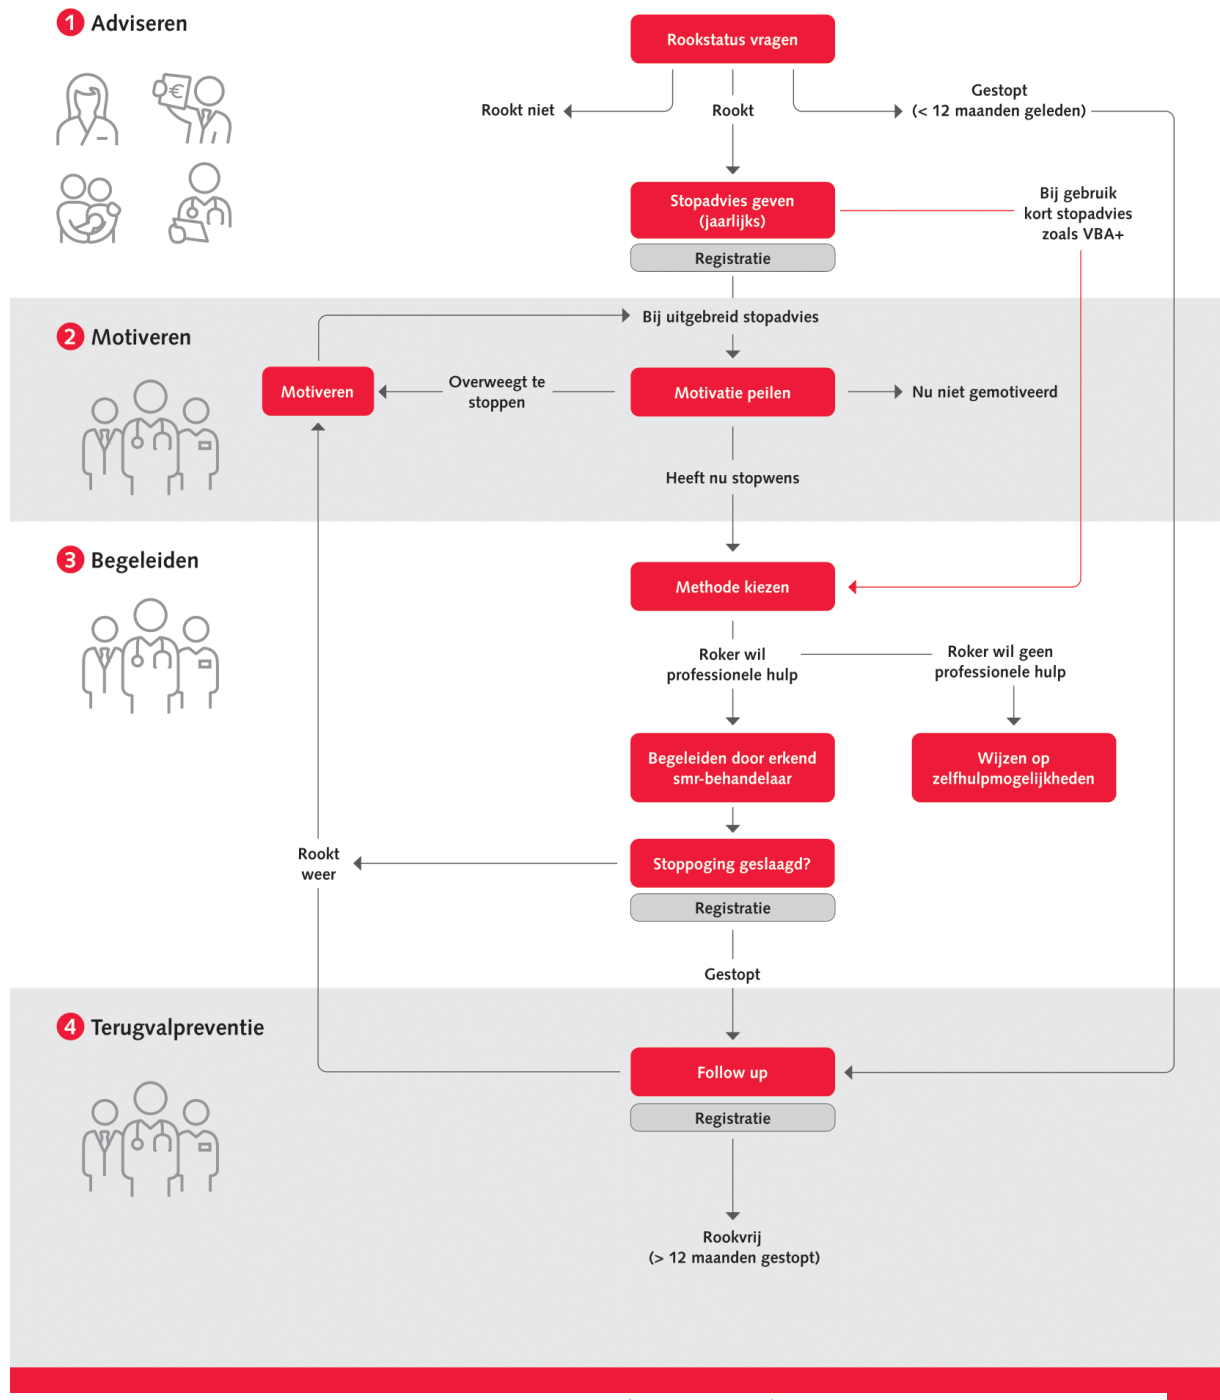 1 Adviseren
Rookstatus vragen
Rookt niet
Rookt
Gestopt
(< 12 maanden geleden)
Stopadvies geven
(jaarlijks)
Registratie
Bij gebruik
kort stopadvies
zoals VBA+
€
2 Motiveren
Bij uitgebreid stopadvies
Motiveren
Overweegt te
stoppen
Motivatie peilen
Nu niet gemotiveerd
Heeft nu stopwens
3 Begeleiden
Methode kiezen
Roker wil
professionele hulp
Roker wil geen
professionele hulp
Begeleiden door erkend
smr-behandelaar
Wijzen op
zelfhulpmogelijkheden
Rookt
weer
Stoppoging geslaagd?
Registratie
Gestopt
4 Terugvalpreventie
Follow up
Registratie
Rookvrij
(> 12 maanden gestopt)